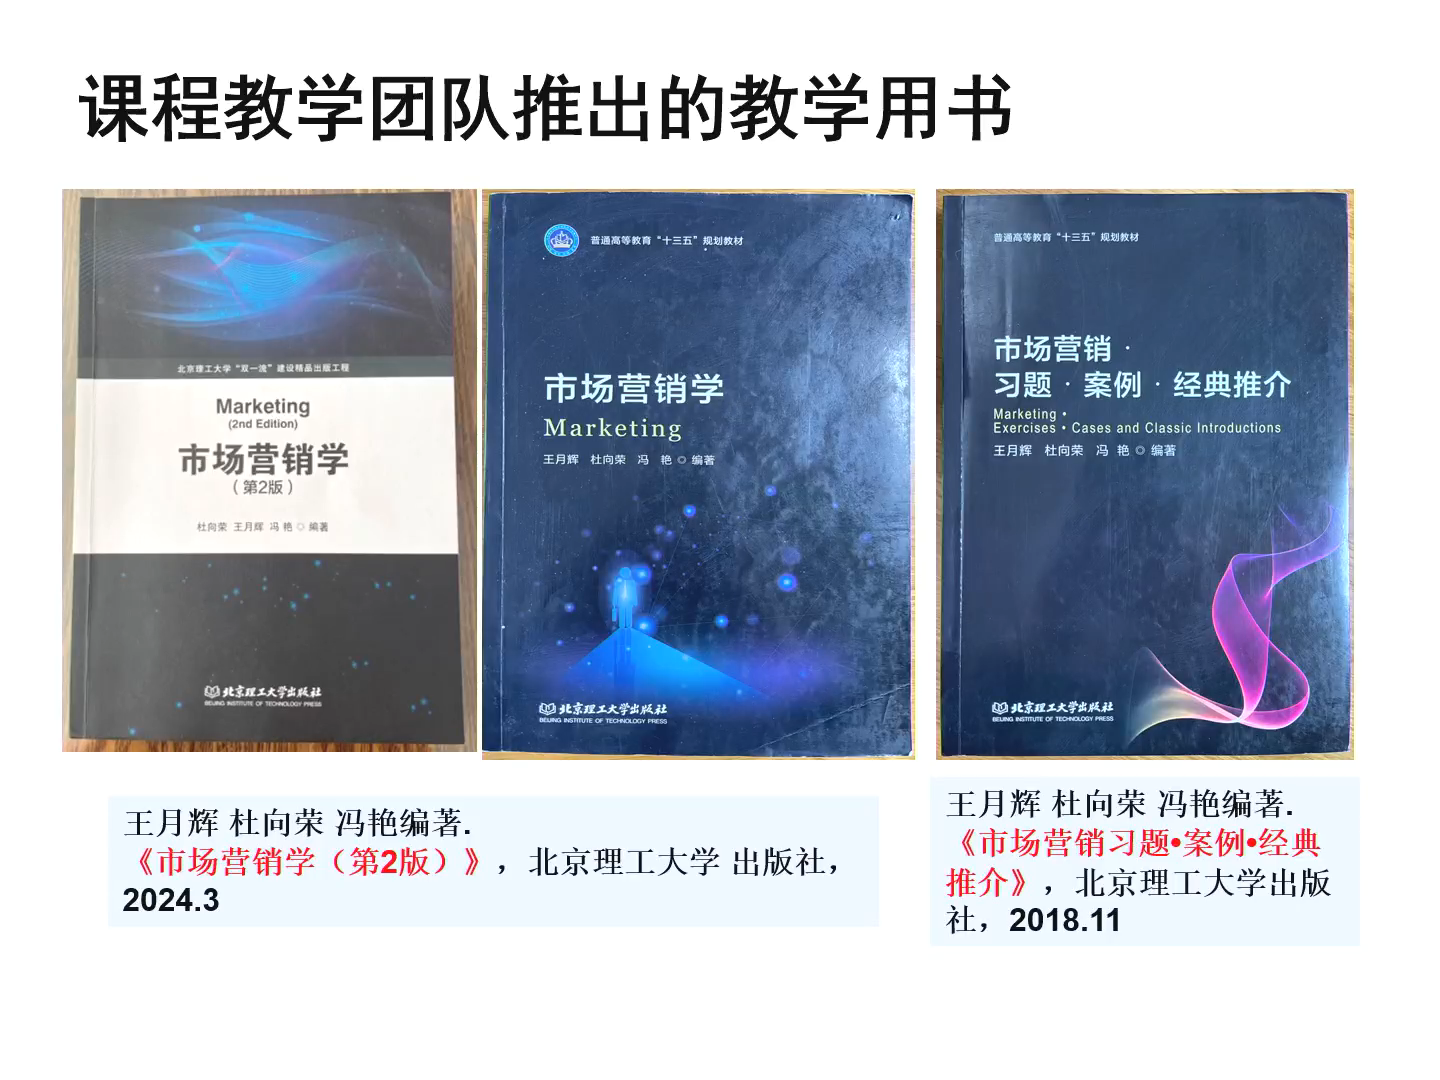 课程教学团队推出的教学用书
北京理工大学“双一流”建设精品出版工程
Marketing
(2nd Edition)
市场营销学
（第2版）
杜向荣 王月辉 冯 艳 ◎ 编著
北京理工大学出版社
BEIJING INSTITUTE OF TECHNOLOGY PRESS
普通高等教育“十三五”规划教材
市场营销学
Marketing
王月辉 杜向荣 冯 艳 ◎ 编著
北京理工大学出版社
BEIJING INSTITUTE OF TECHNOLOGY PRESS
普通高等教育“十三五”规划教材
市场营销·
习题·案例·经典推介
Marketing •
Exercises • Cases and Classic Introductions
王月辉 杜向荣 冯 艳 ◎ 编著
北京理工大学出版社
BEIJING INSTITUTE OF TECHNOLOGY PRESS
王月辉 杜向荣 冯艳编著.
《市场营销学（第2版）》，北京理工大学 出版社，
2024.3
王月辉 杜向荣 冯艳编著.
《市场营销习题•案例•经典
推介》，北京理工大学出版
社，2018.11